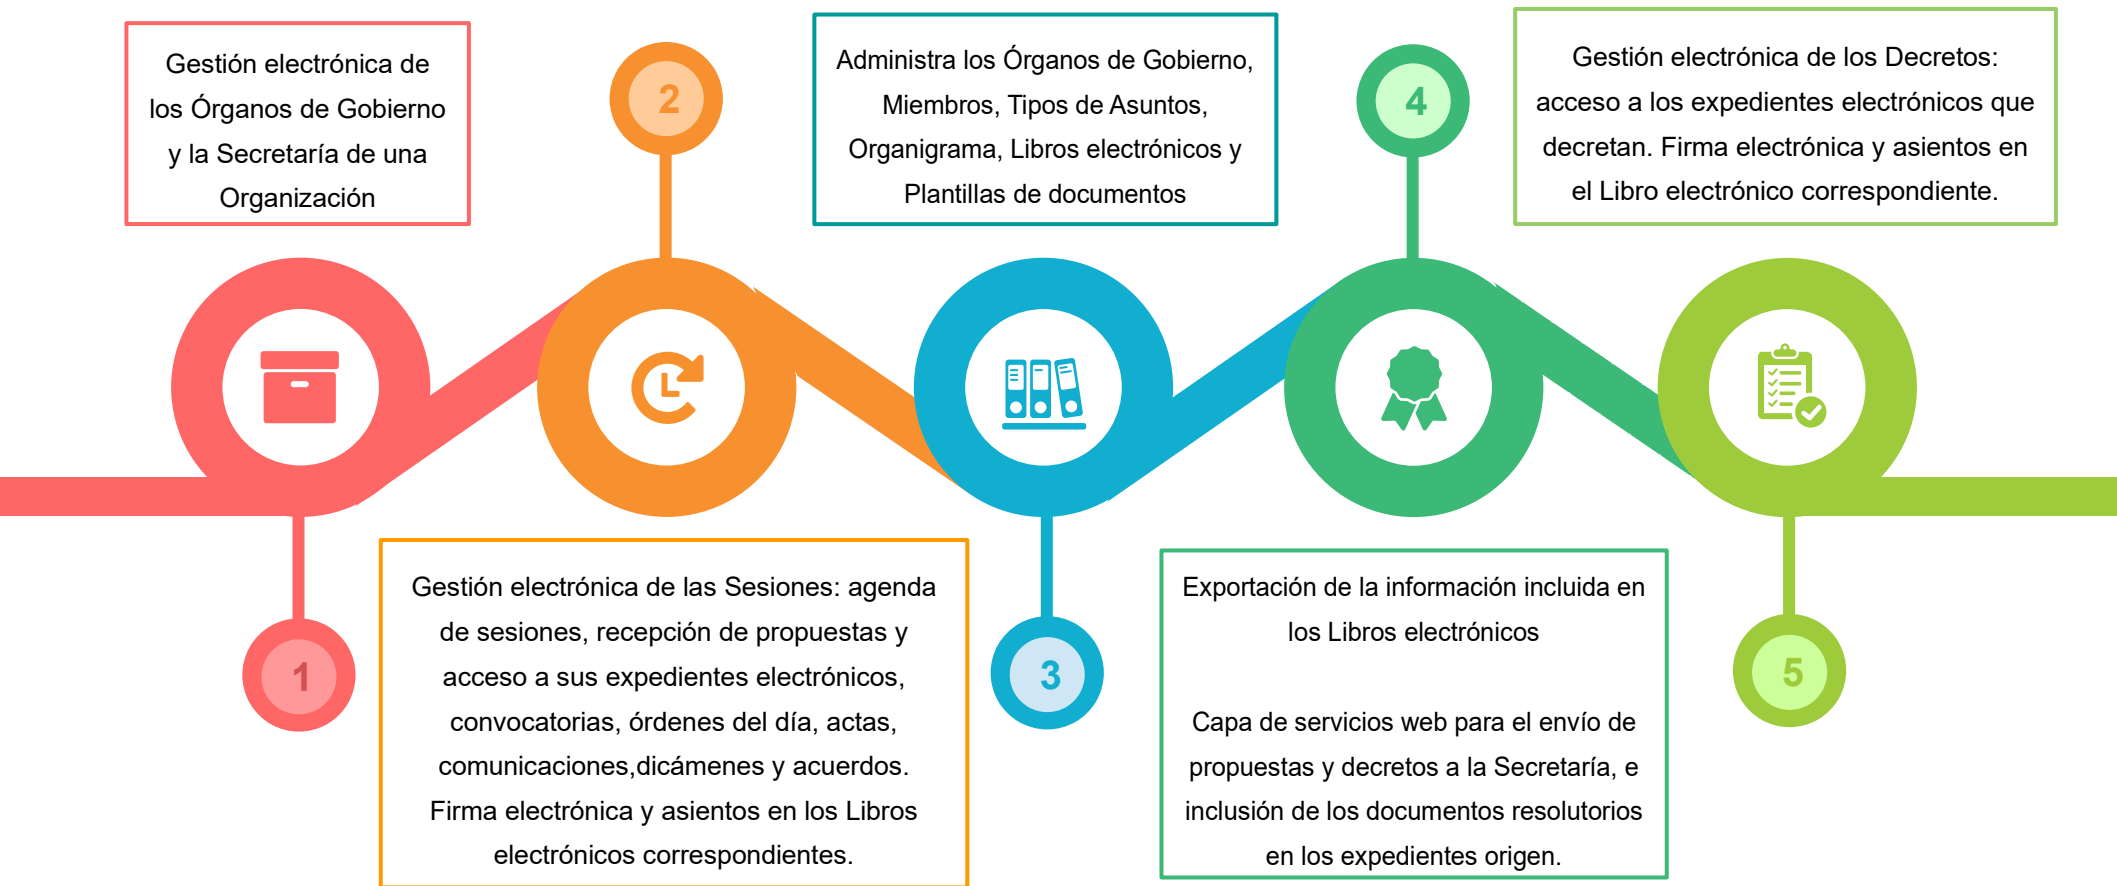 Gestión electrónica de
los Órganos de Gobierno
y la Secretaría de una
Organización
2
Administra los Órganos de Gobierno,
Miembros, Tipos de Asuntos,
Organigrama, Libros electrónicos y
Plantillas de documentos
4
Gestión electrónica de los Decretos:
acceso a los expedientes electrónicos que
decretan. Firma electrónica y asientos en
el Libro electrónico correspondiente.
1
Gestión electrónica de las Sesiones: agenda
de sesiones, recepción de propuestas y
acceso a sus expedientes electrónicos,
convocatorias, órdenes del día, actas,
comunicaciones,dicámenes y acuerdos.
Firma electrónica y asientos en los Libros
electrónicos correspondientes.
3
Exportación de la información incluida en
los Libros electrónicos
Capa de servicios web para el envío de
propuestas y decretos a la Secretaría, e
inclusión de los documentos resolutorios
en los expedientes origen.
5